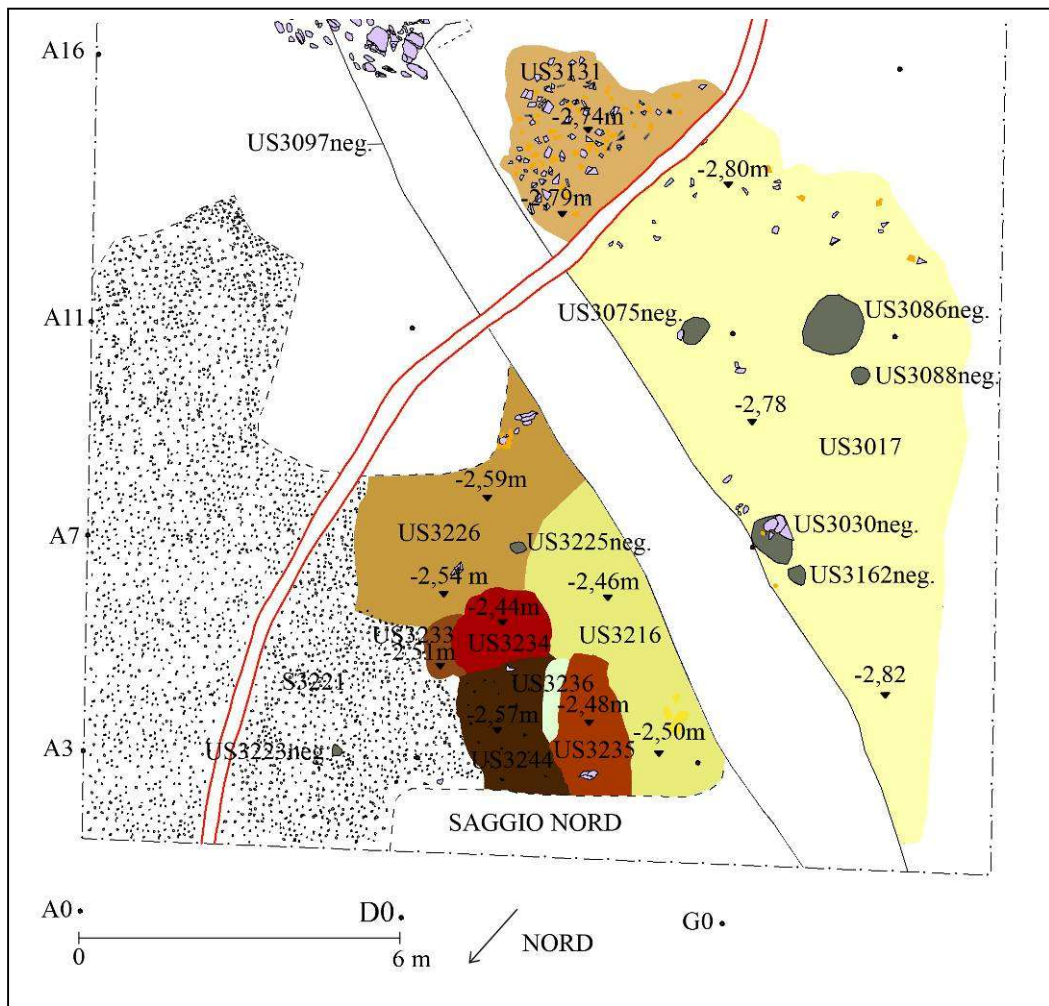 A16
US3131
-2,74m
US3097neg.
-2,80m
-2,79m
US3075neg.
US3086neg.
A11
US3088neg.
-2,78
US3017
-2,59m
US3226
A7
US3225neg.
US3030neg.
-2,54 m
-2,46m
US3162neg.
-2,44m
US3233
US3234
US3216
-2,51m
S3221
US3236
-2,82
-2,57m
-2,48m
-2,50m
A3
US3223neg.
US3244
US3235
SAGGIO NORD
A0
D0
G0
NORD
0
6 m